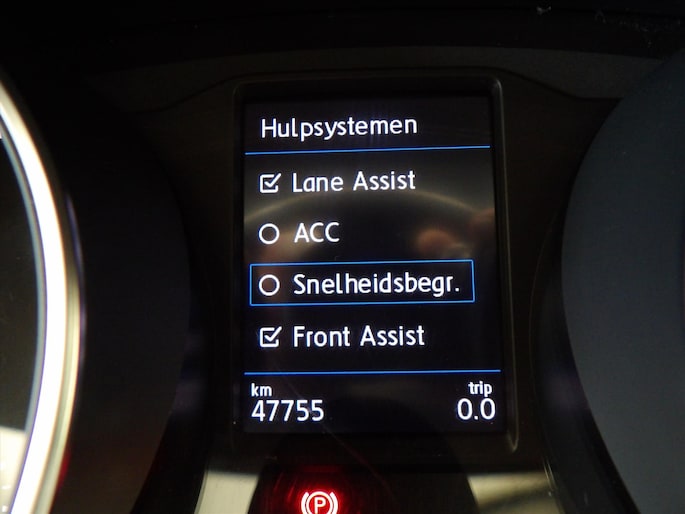 Hulpsystemen
Lane Assist
ACC
Snelheidsbegr.
Front Assist
km trip
47755 0.0
P